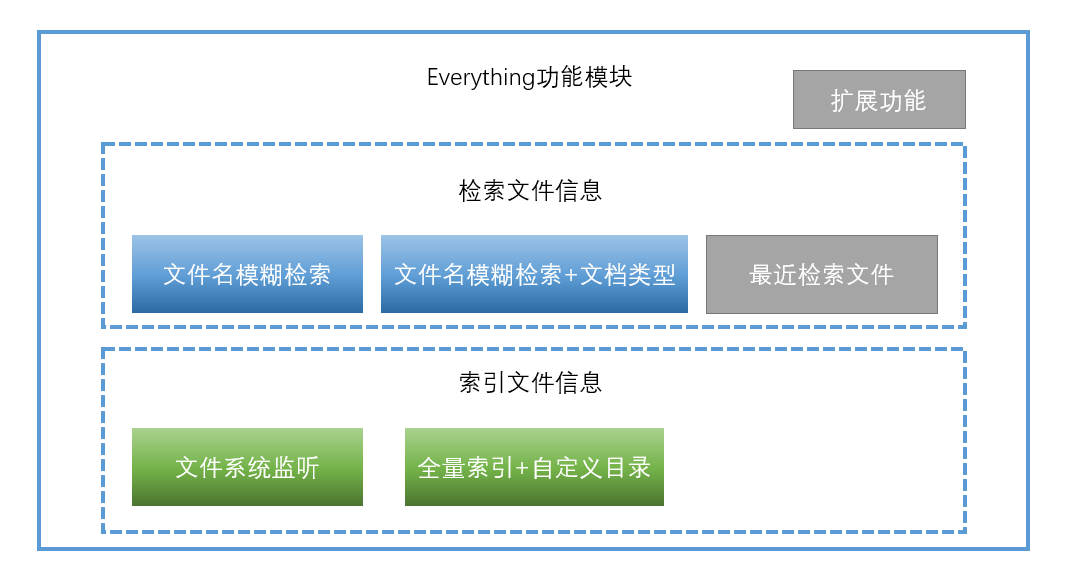 Everything功能模块
扩展功能
检索文件信息
文件名模糊检索
文件名模糊检索+文档类型
最近检索文件
索引文件信息
文件系统监听
全量索引+自定义目录